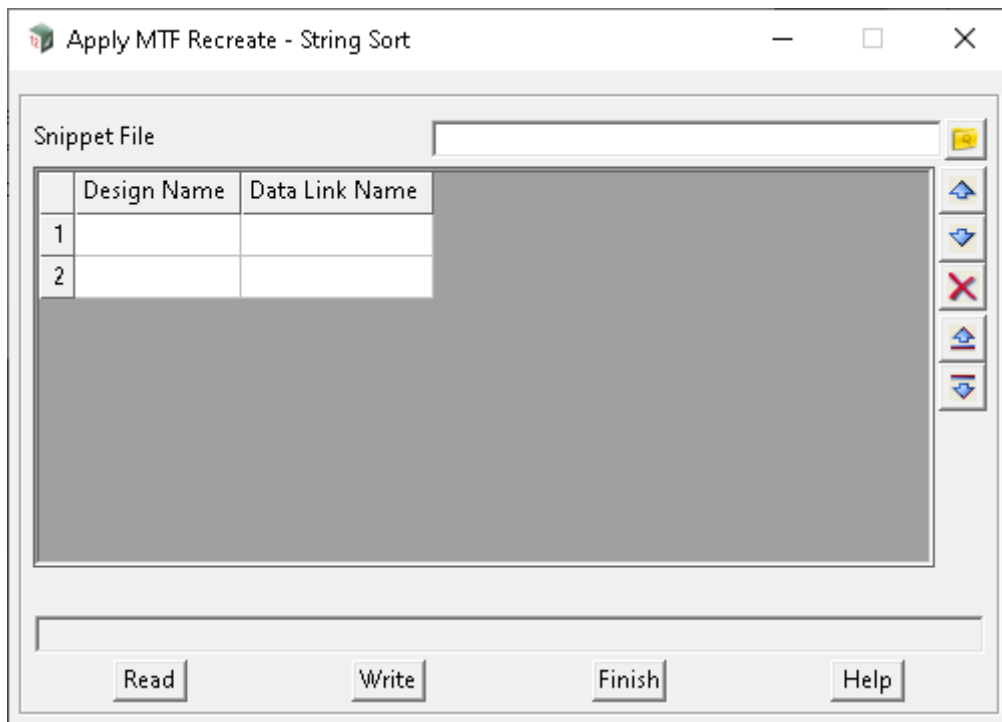 Apply MTF Recreate - String Sort
Snippet File
Design Name Data Link Name
1
2
Read Write Finish Help